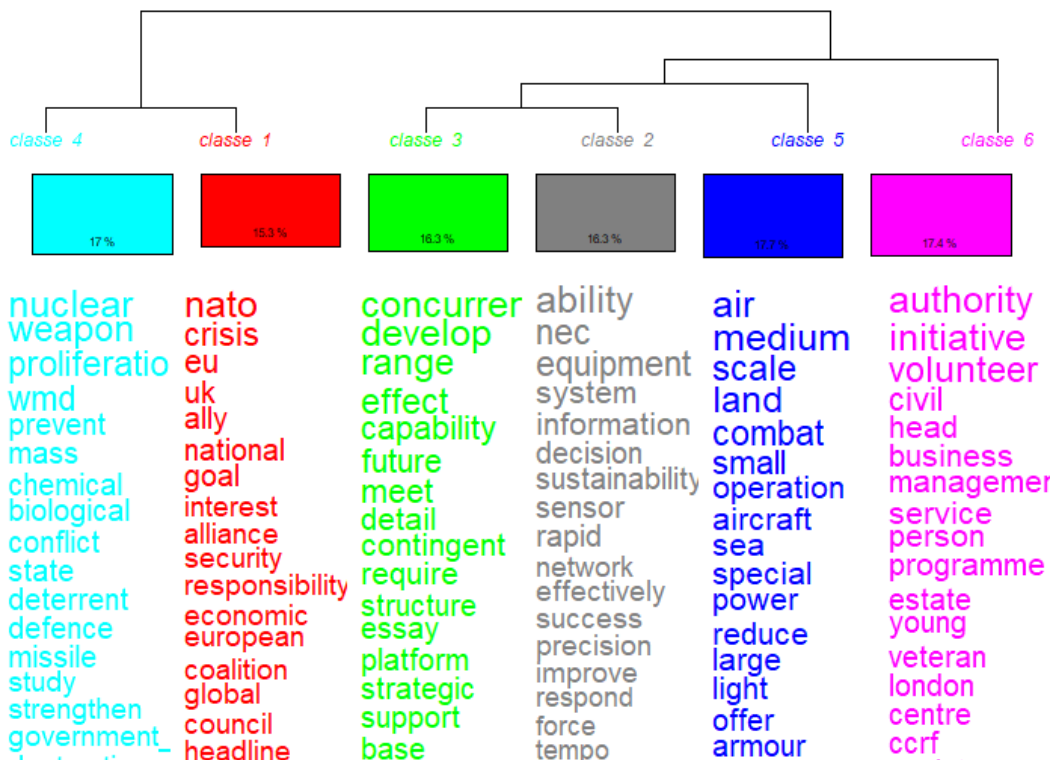 classe 4
classe 1
classe 3
classe 2
classe 5
classe 6
17 %
15.3 %
16.3 %
16.3 %
17.7 %
17.4 %
nuclear
weapon
proliferatio
wmd
prevent
mass
chemical
biological
conflict
state
deterrent
defence
missile
study
strengthen
government_
nato
crisis
eu
uk
ally
national
goal
interest
alliance
security
responsibility
economic
european
coalition
global
council
headline
concurrer
develop
range
effect
capability
future
meet
detail
contingent
require
structure
essay
platform
strategic
support
base
ability
nec
equipment
system
information
decision
sustainability
sensor
rapid
network
effectively
success
precision
improve
respond
force
tempo
air
medium
scale
land
combat
small
operation
aircraft
sea
special
power
reduce
large
light
offer
armour
authority
initiative
volunteer
civil
head
business
managemer
service
person
programme
estate
young
veteran
london
centre
ccrf